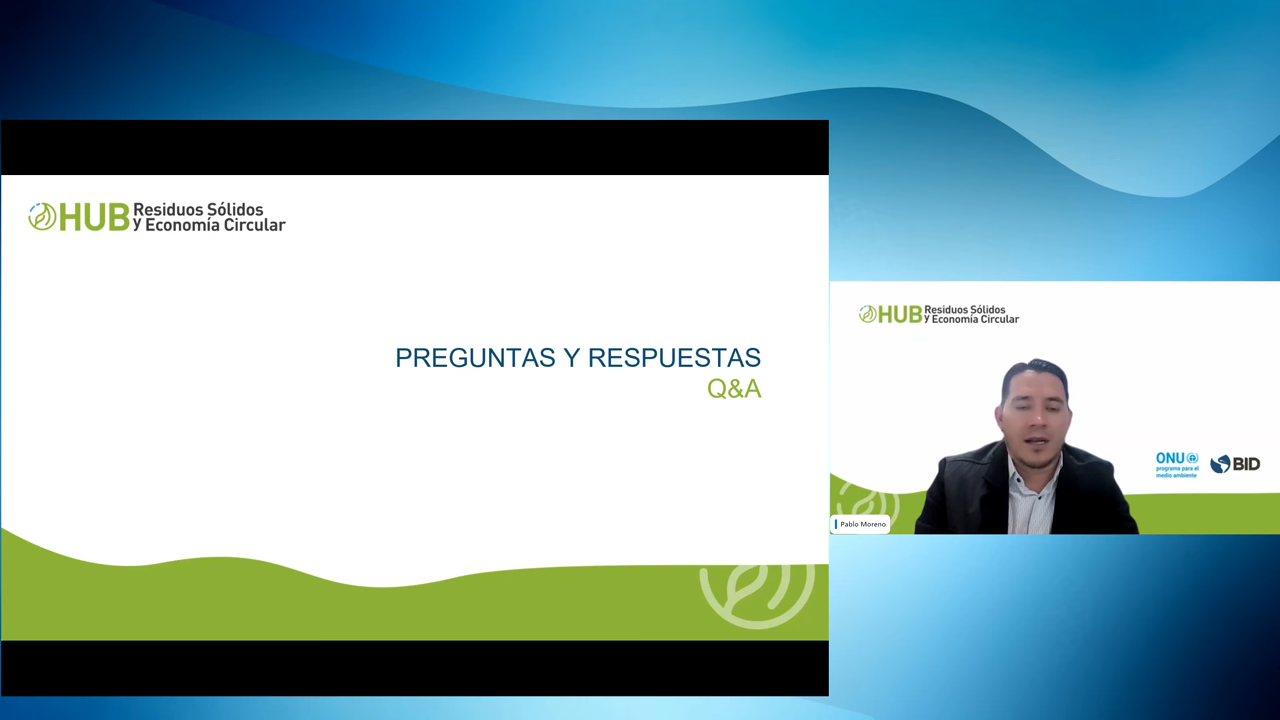 HUB Residuos Sólidos
y Economía Circular
PREGUNTAS Y RESPUESTAS
Q&A
HUB Residuos Sólidos
y Economía Circular
ONU
programa para el
medio ambiente
BID
Pablo Moreno